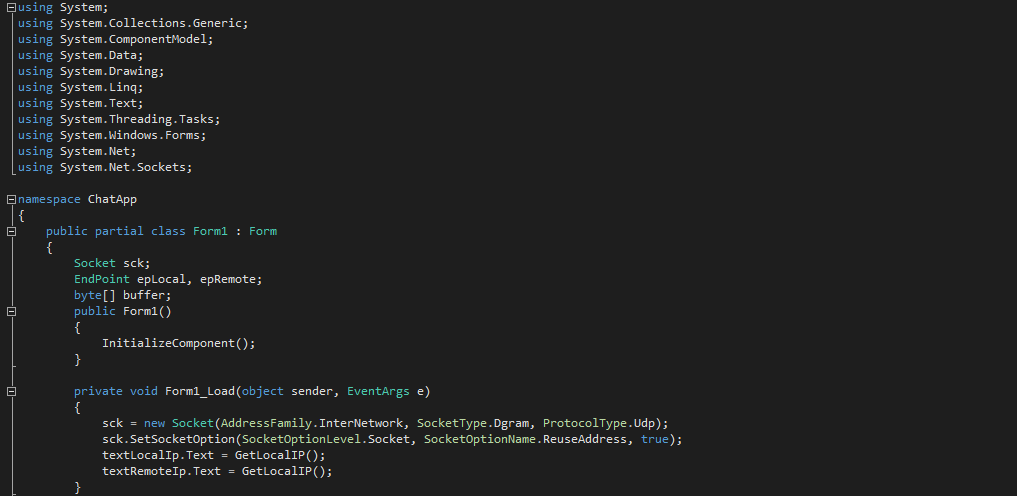 using System;
using System.Collections.Generic;
using System.ComponentModel;
using System.Data;
using System.Drawing;
using System.Linq;
using System.Text;
using System.Threading.Tasks;
using System.Windows.Forms;
using System.Net;
using System.Net.Sockets;
namespace ChatApp
{
public partial class Form1 : Form
{
Socket sck;
EndPoint epLocal, epRemote;
byte[] buffer;
public Form1()
{
InitializeComponent();
}
private void Form1_Load(object sender, EventArgs e)
{
sck = new Socket(AddressFamily.InterNetwork, SocketType.Dgram, ProtocolType.Udp);
sck.SetSocketOption(SocketOptionLevel.Socket, SocketOptionName.ReuseAddress, true);
textLocalIp.Text = GetLocalIP();
textRemoteIp.Text = GetLocalIP();
}